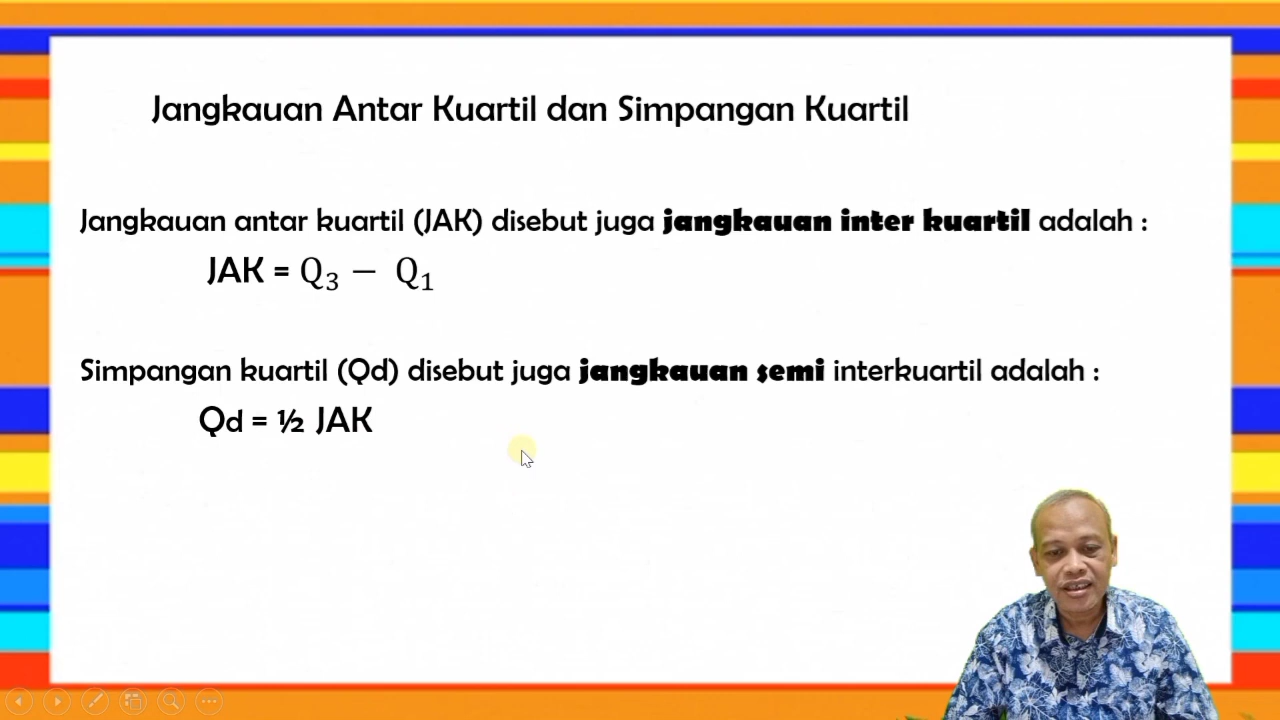 Jangkauan Antar Kuartil dan Simpangan Kuartil
Jangkauan antar kuartil (JAK) disebut juga jangkauan inter kuartil adalah :
JAK = Q₃ − Q₁
Simpangan kuartil (Qd) disebut juga jangkauan semi interkuartil adalah :
Qd = ½ JAK